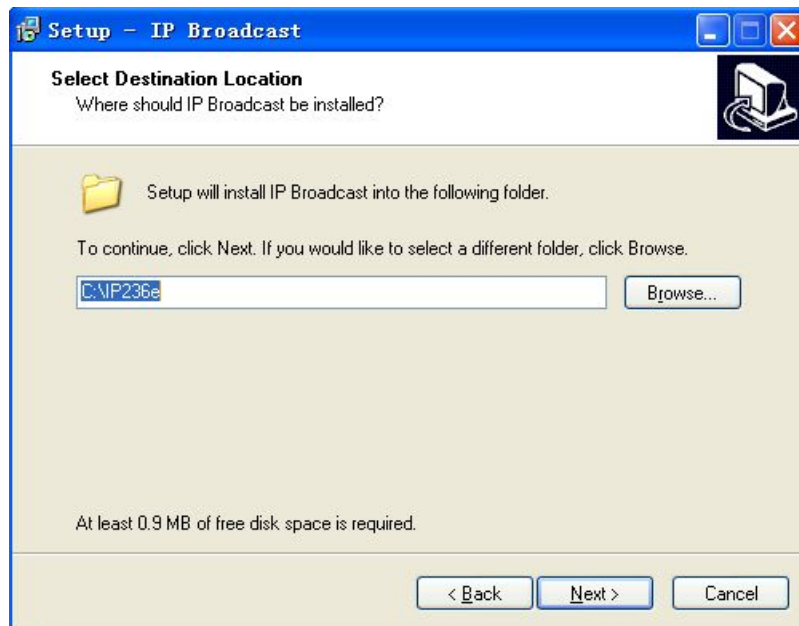 Setup - IP Broadcast
Select Destination Location
Where should IP Broadcast be installed?
Setup will install IP Broadcast into the following folder.
To continue, click Next. If you would like to select a different folder, click Browse.
C:\IP236e
Browse...
At least 0.9 MB of free disk space is required.
< Back
Next >
Cancel